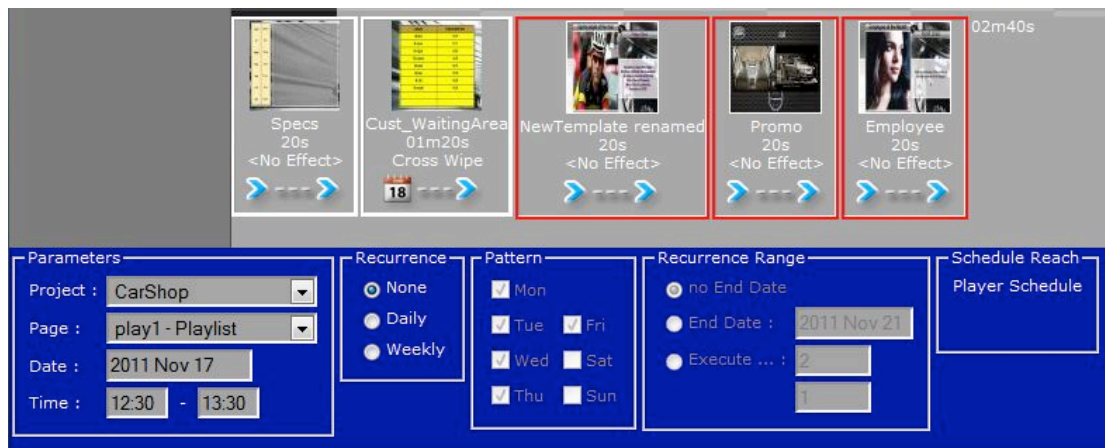 02m40s
Specs
20s
<No Effect>
Cust_WaitingArea
01m20s
Cross Wipe
18
NewTemplate renamed
20s
<No Effect>
Promo
20s
<No Effect>
Employee
20s
<No Effect>
Parameters
Project : CarShop
Page : play1 - Playlist
Date : 2011 Nov 17
Time : 12:30 - 13:30
Recurrence
None
Daily
Weekly
Pattern
Mon
Tue Fri
Wed Sat
Thu Sun
Recurrence Range
no End Date
End Date : 2011 Nov 21
Execute ... : 2
1
Schedule Reach
Player Schedule